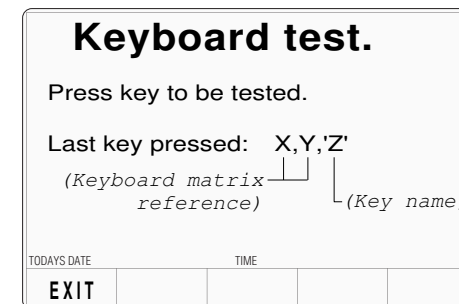 Keyboard test.
Press key to be tested.
Last key pressed: X,Y,'Z'
(Keyboard matrix
reference)
(Key name
TODAYS DATE TIME
EXIT